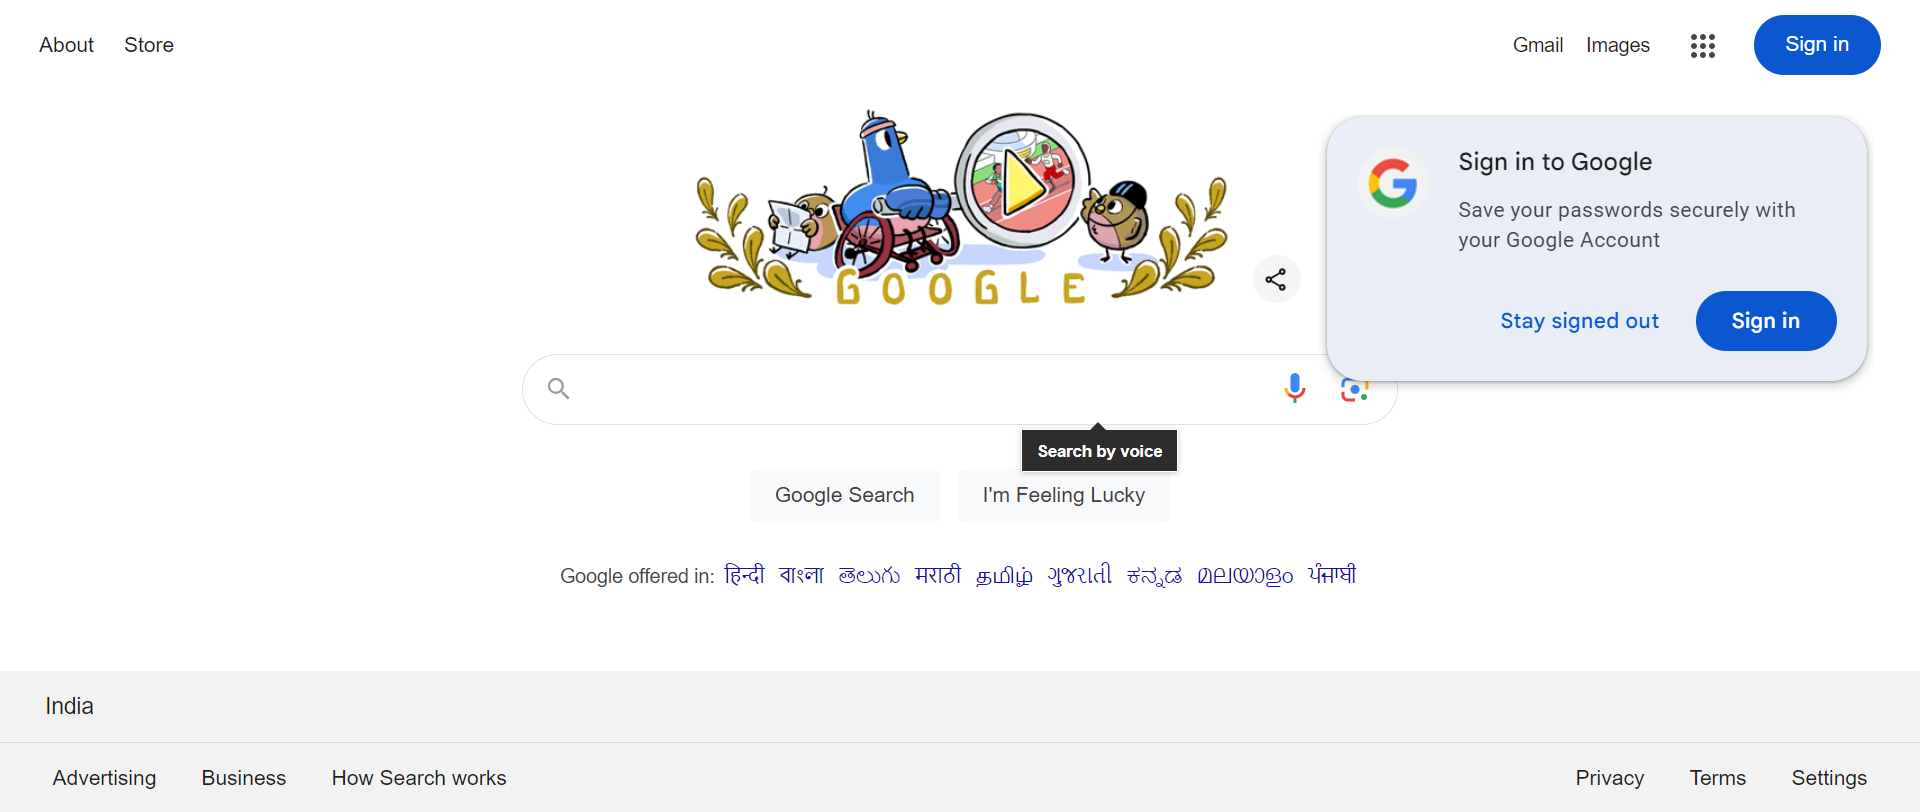 About Store
Gmail Images
Sign in
GOOGLE
Sign in to Google
Save your passwords securely with
your Google Account
Stay signed out
Sign in
Search by voice
Google Search
I'm Feeling Lucky
Google offered in: हिन्दी বাংলা తెలుగు मराठी தமிழ் ગુજરાતી ಕನ್ನಡ മലയാളം ਪੰਜਾਬੀ
India
Advertising Business How Search works
Privacy Terms Settings